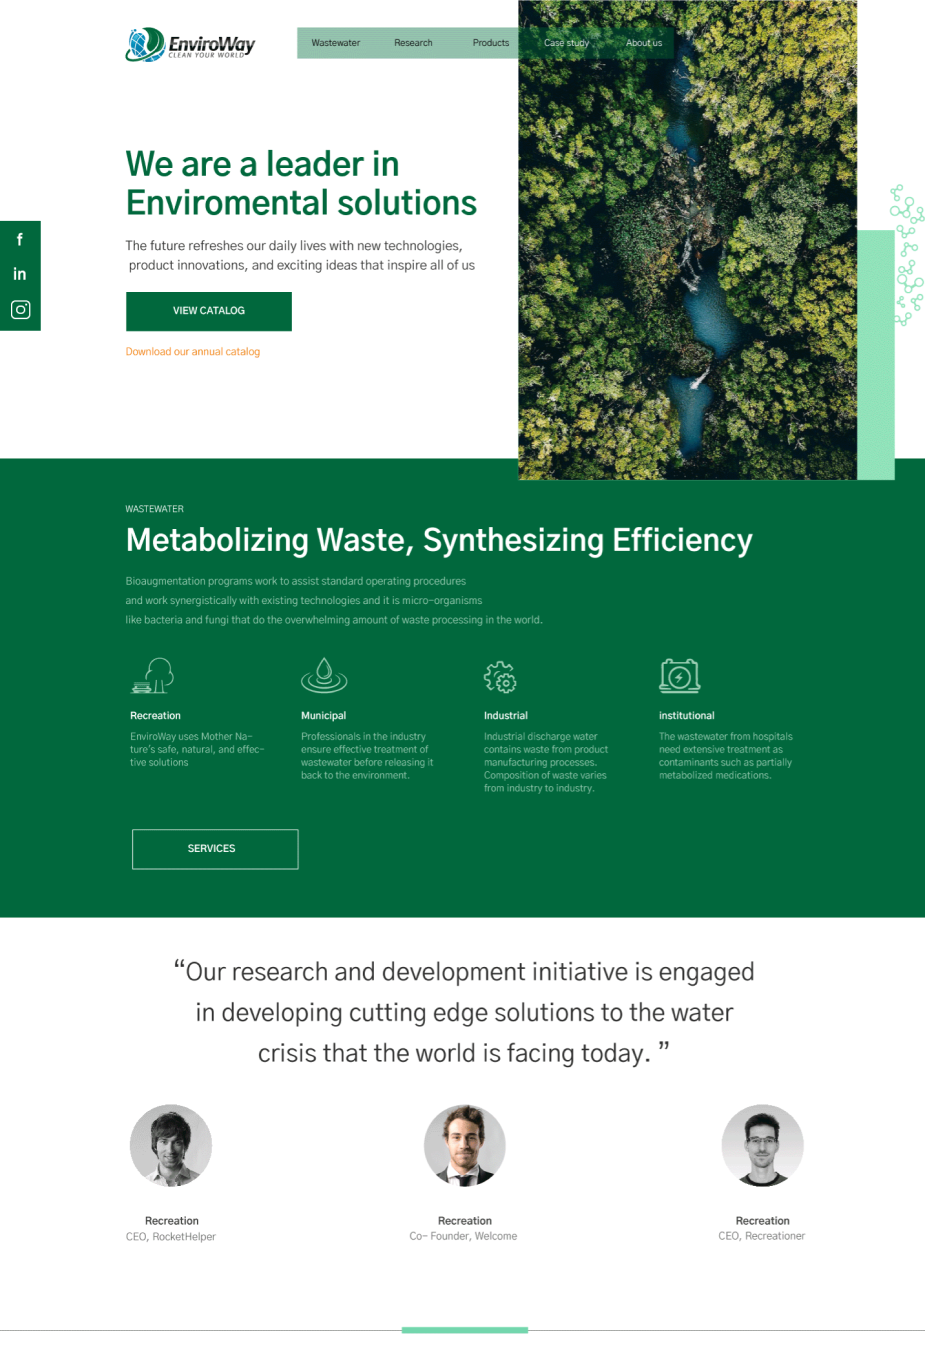 EnviroWay
CLEAN YOUR WORLD
Wastewater Research Products Case study About us
We are a leader in
Enviromental solutions
The future refreshes our daily lives with new technologies,
product innovations, and exciting ideas that inspire all of us
f
in
VIEW CATALOG
Download our annual catalog
WASTEWATER
Metabolizing Waste, Synthesizing Efficiency
Bioaugmentation programs work to assist standard operating procedures
and work synergistically with existing technologies and it is micro-organisms
like bacteria and fungi that do the overwhelming amount of waste processing in the world.
Recreation
EnviroWay uses Mother Na-
ture's safe, natural, and effec-
tive solutions
Municipal
Professionals in the industry
ensure effective treatment of
wastewater before releasing it
back to the environment.
Industrial
Industrial discharge water
contains waste from product
manufacturing processes.
Composition of waste varies
from industry to industry.
institutional
The wastewater from hospitals
need extensive treatment as
contaminants such as partially
metabolized medications.
SERVICES
“Our research and development initiative is engaged
in developing cutting edge solutions to the water
crisis that the world is facing today. ”
Recreation
CEO, RocketHelper
Recreation
Co- Founder, Welcome
Recreation
CEO, Recreationer